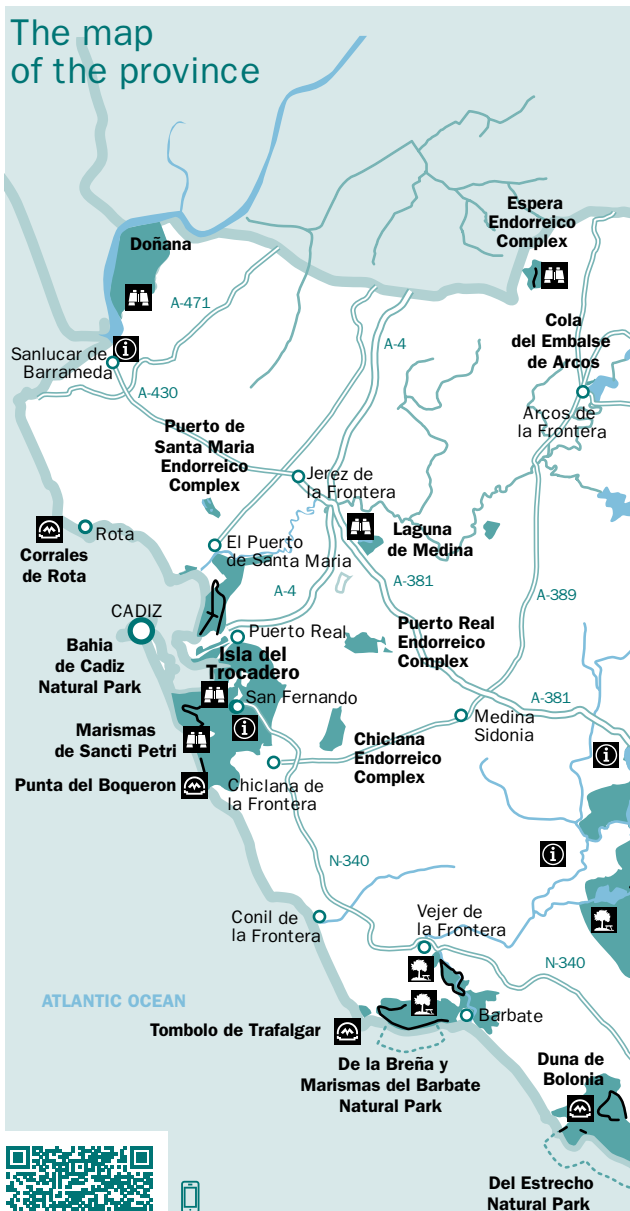 The map
of the province
Espera
Endorreico
Complex
Doñana
A-471
A-4
Cola
del Embalse
de Arcos
Sanlucar de
Barrameda
A-430
Arcos de
la Frontera
Puerto de
Santa Maria
Endorreico
Complex
Jerez de
la Frontera
Rota
Corrales
de Rota
El Puerto
de Santa Maria
Laguna
de Medina
A-4
A-381
A-389
CADIZ
Puerto Real
Puerto Real
Endorreico
Complex
Bahia
de Cadiz
Natural Park
Isla del
Trocadero
San Fernando
A-381
Medina
Sidonia
Marismas
de Sancti Petri
Chiclana
Endorreico
Complex
Punta del Boqueron
Chiclana de
la Frontera
N-340
Conil de
la Frontera
Vejer de
la Frontera
N-340
ATLANTIC OCEAN
Tombolo de Trafalgar
Barbate
De la Breña y
Marismas del Barbate
Natural Park
Duna de
Bolonia
Del Estrecho
Natural Park